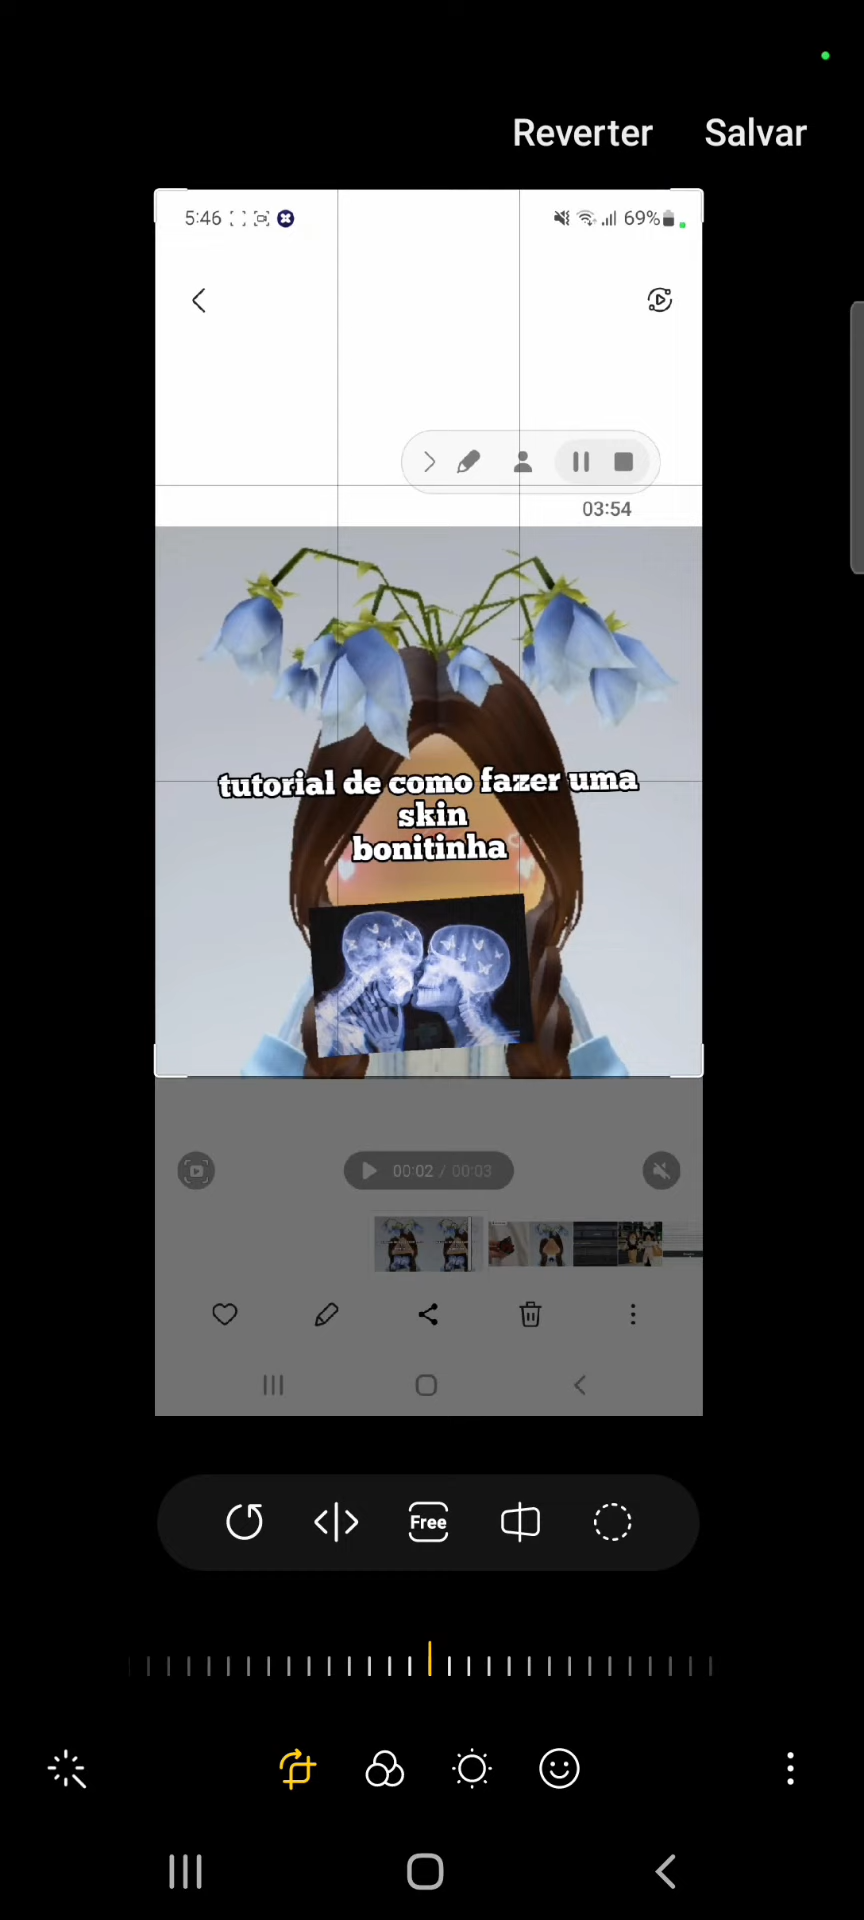 Reverter Salvar
5:46 69%
03:54
tutorial de como fazer uma
skin
bonitinha
00:02 / 00:03
Free